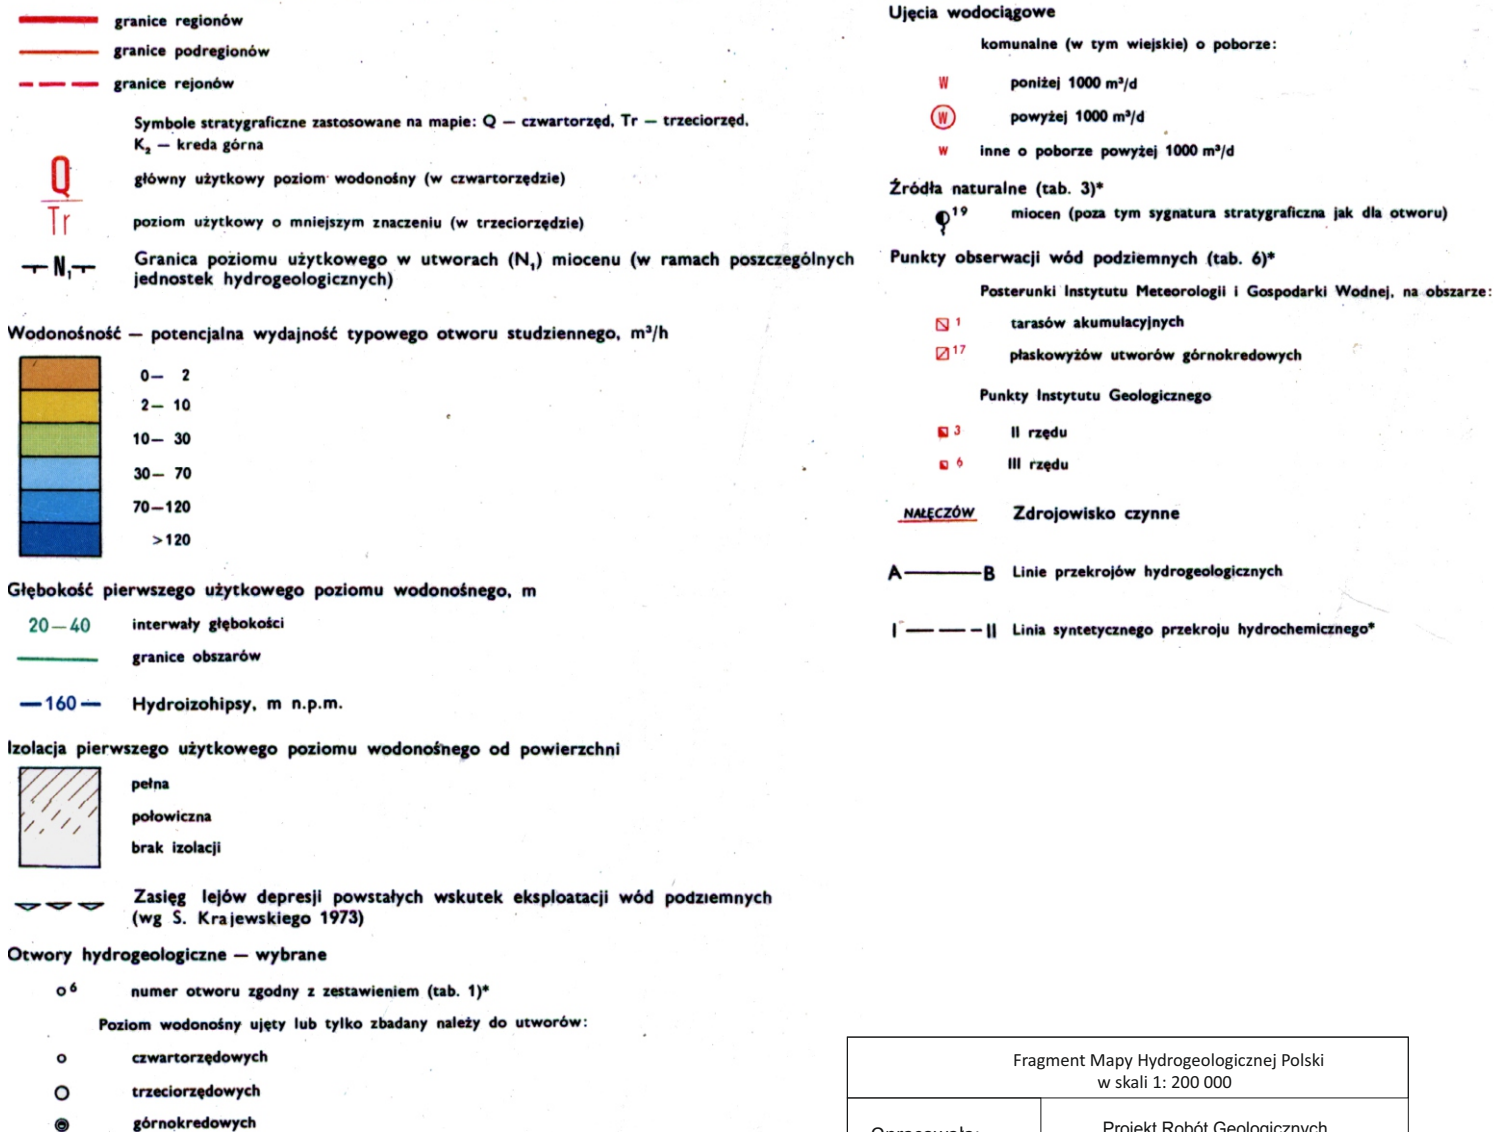 granice regionów
granice podregionów
granice rejonów
Symbole stratygraficzne zastosowane na mapie: Q — czwartorzęd, Tr — trzeciorzęd,
K₂ — kreda górna
Q
główny użytkowy poziom wodonośny (w czwartorzędzie)
Tr
poziom użytkowy o mniejszym znaczeniu (w trzeciorzędzie)
N₁
Granica poziomu użytkowego w utworach (N₁) miocenu (w ramach poszczególnych
jednostek hydrogeologicznych)
Wodonośność — potencjalna wydajność typowego otworu studziennego, m³/h
0— 2
2— 10
10— 30
30— 70
70—120
>120
Głębokość pierwszego użytkowego poziomu wodonośnego, m
20—40 interwały głębokości
granice obszarów
—160— Hydroizohipsy, m n.p.m.
Izolacja pierwszego użytkowego poziomu wodonośnego od powierzchni
pełna
połowiczna
brak izolacji
Zasięg lejów depresji powstałych wskutek eksploatacji wód podziemnych
(wg S. Krajewskiego 1973)
Otwory hydrogeologiczne — wybrane
6 numer otworu zgodny z zestawieniem (tab. 1)*
Poziom wodonośny ujęty lub tylko zbadany należy do utworów:
czwartorzędowych
trzeciorzędowych
górnokredowych
Ujęcia wodociągowe
komunalne (w tym wiejskie) o poborze:
W poniżej 1000 m³/d
W powyżej 1000 m³/d
W inne o poborze powyżej 1000 m³/d
Źródła naturalne (tab. 3)*
19 miocen (poza tym sygnatura stratygraficzna jak dla otworu)
Punkty obserwacji wód podziemnych (tab. 6)*
Posterunki Instytutu Meteorologii i Gospodarki Wodnej, na obszarze:
1 tarasów akumulacyjnych
17 płaskowyżów utworów górnokredowych
Punkty Instytutu Geologicznego
3 II rzędu
6 III rzędu
NAŁĘCZÓW Zdrojowisko czynne
A———B Linie przekrojów hydrogeologicznych
I — — — II Linia syntetycznego przekroju hydrochemicznego*
Fragment Mapy Hydrogeologicznej Polski
w skali 1: 200 000
Opracowała:
Projekt Robót Geologicznych